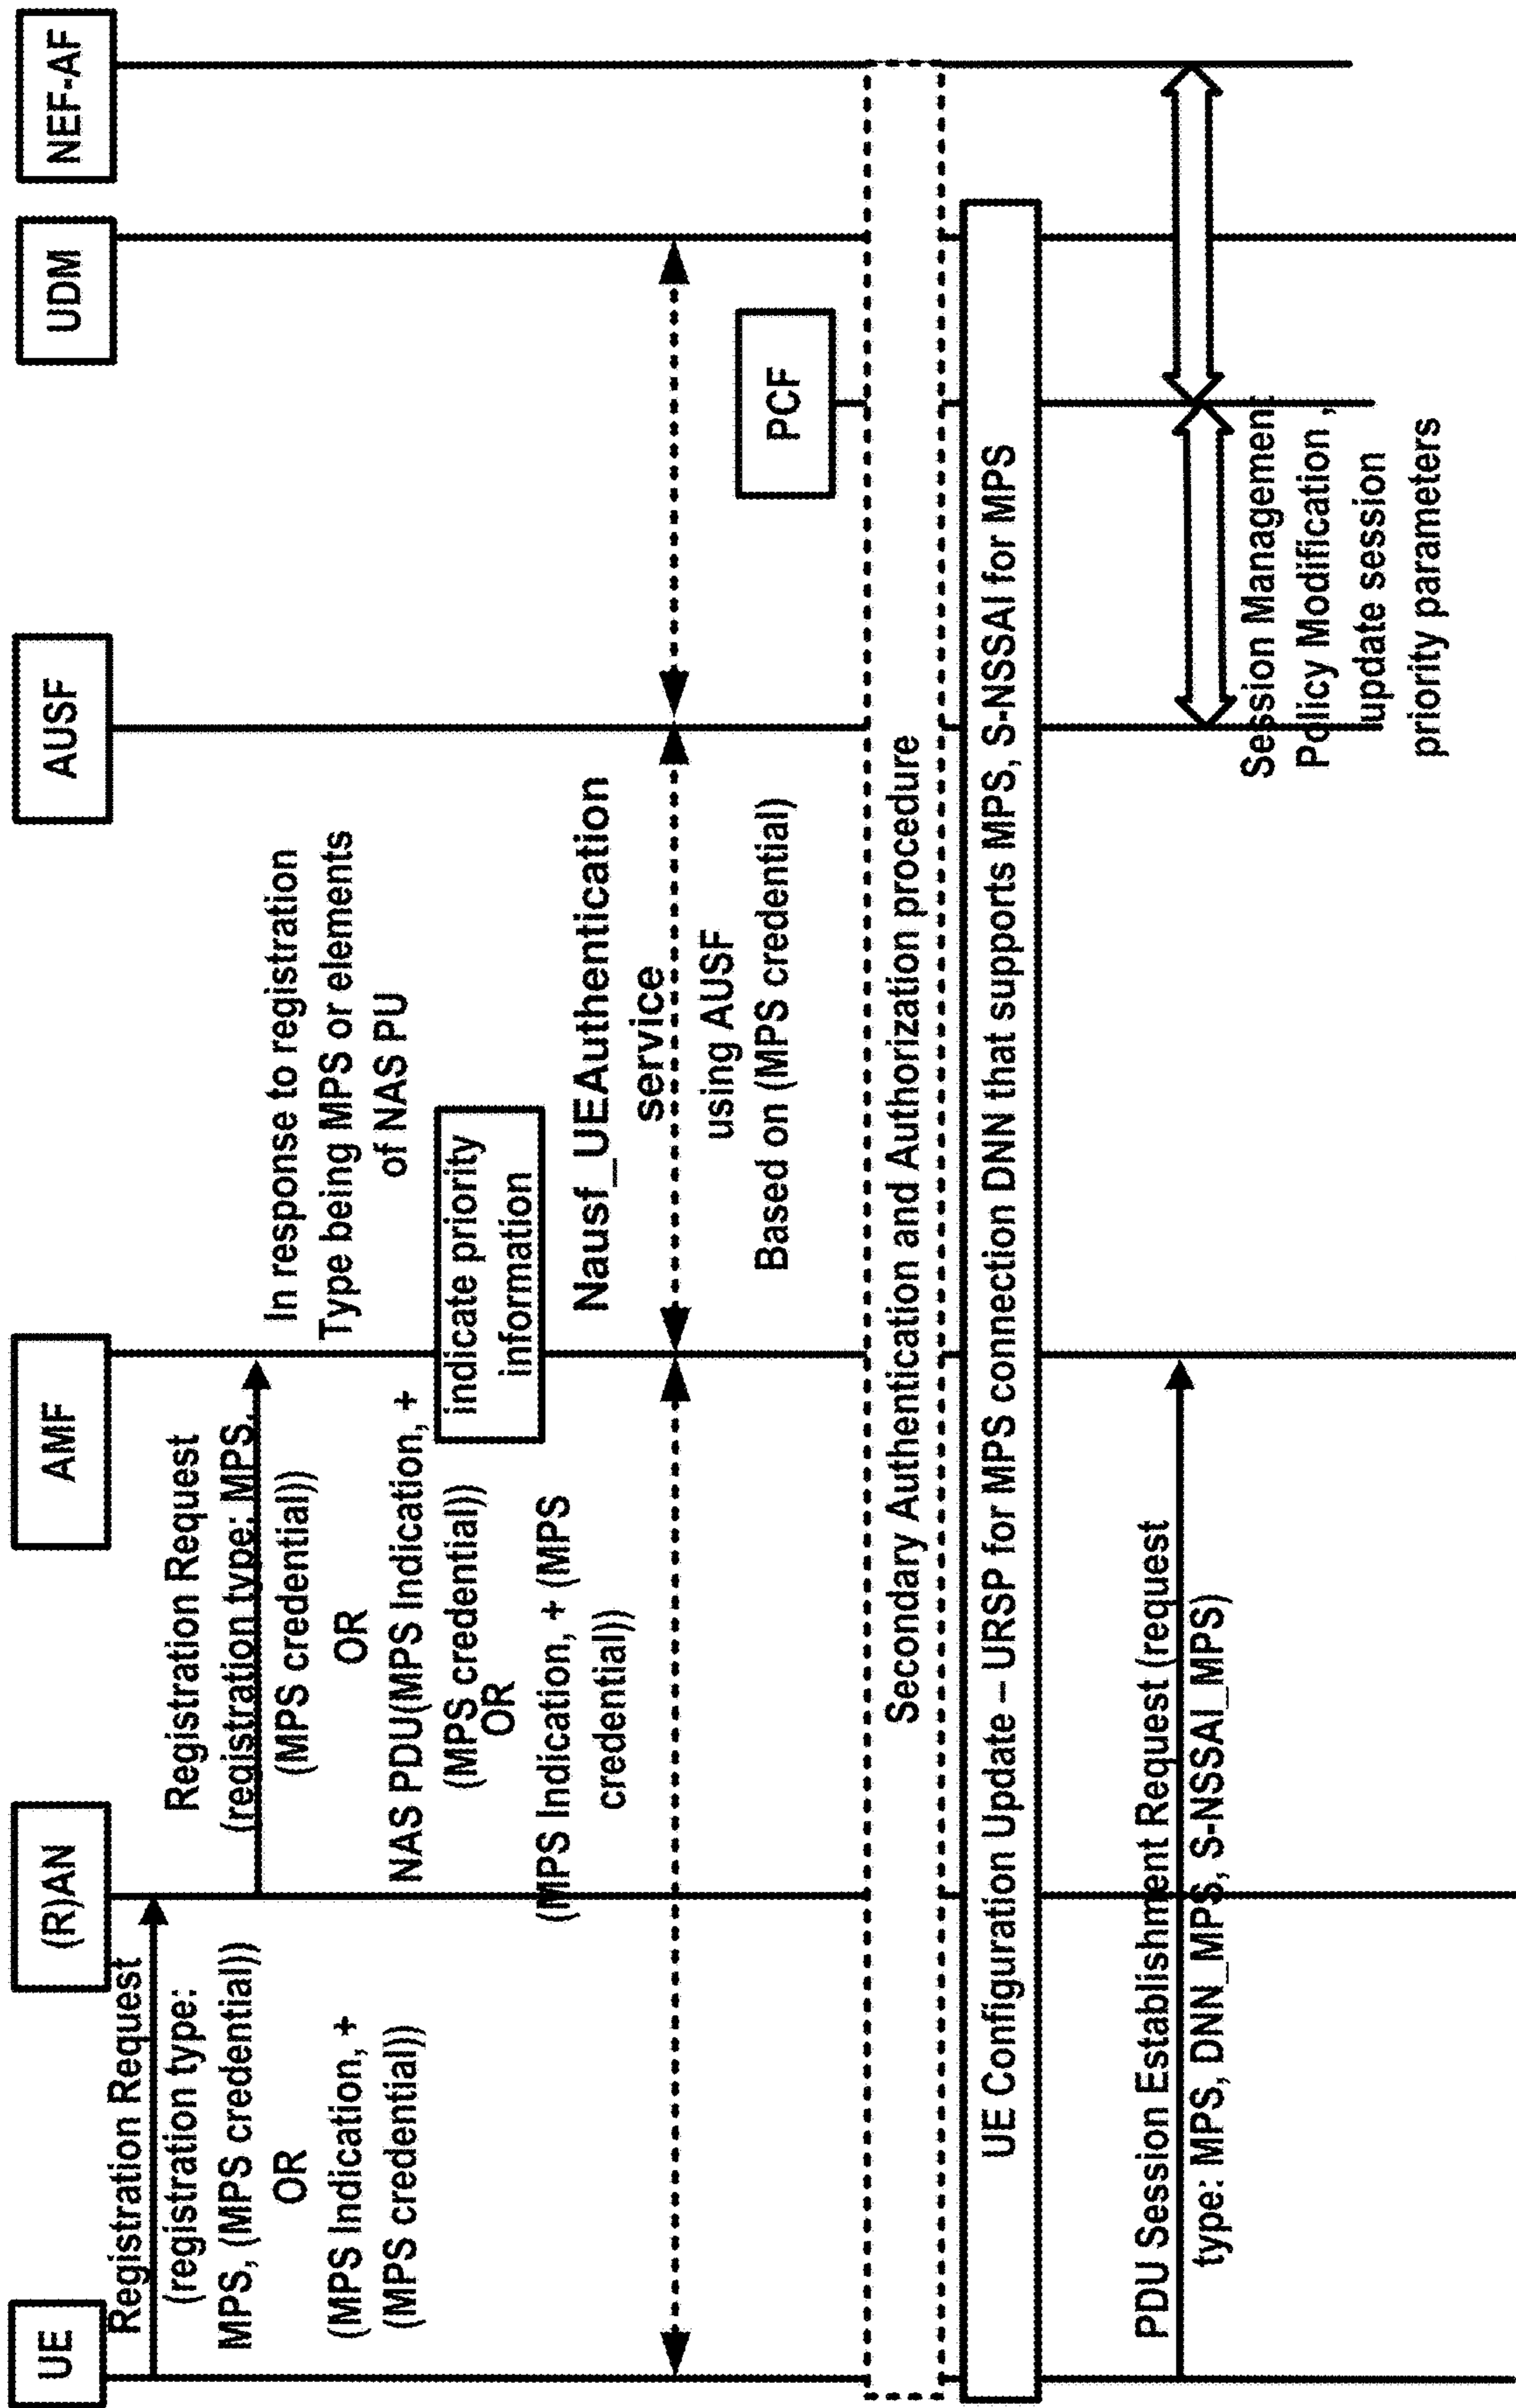 UE
(R)AN
AMF
AUSF
UDM
NEF-AF
Registration Request
(registration type:
MPS, (MPS credential))
OR
(MPS Indication, +
(MPS credential))
Registration Request
(registration type: MPS,
(MPS credential))
OR
NAS PDU(MPS Indication, +
(MPS credential))
OR
(MPS Indication, + (MPS
credential))
In response to registration
Type being MPS or elements
of NAS PU
indicate priority
information
Nausf_UEAuthentication
service
using AUSF
Based on (MPS credential)
PCF
Secondary Authentication and Authorization procedure
UE Configuration Update – URSP for MPS connection DNN that supports MPS, S-NSSAI for MPS
PDU Session Establishment Request (request
type: MPS, DNN_MPS, S-NSSAI_MPS)
Session Management
Policy Modification ,
update session
priority parameters